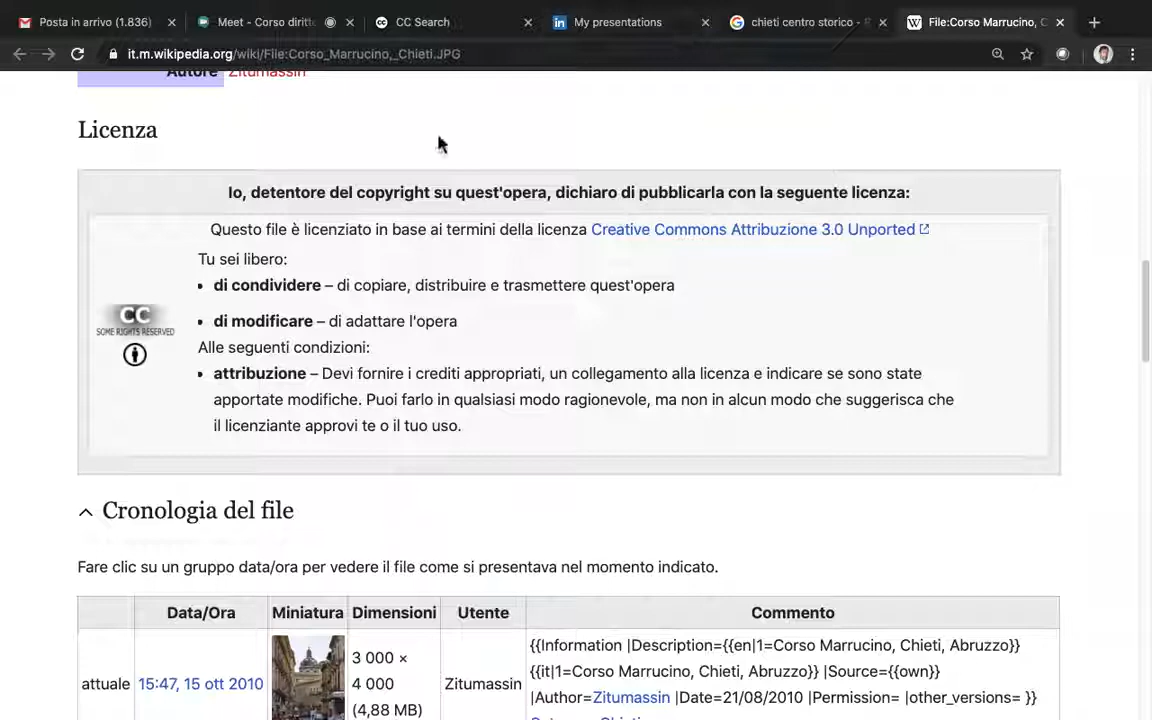 Posta in arrivo (1.836)
Meet - Corso diritt
CC Search
My presentations
chieti centro storico - R
File:Corso Marrucino, C
it.m.wikipedia.org/wiki/File:Corso_Marrucino,_Chieti.JPG
Autore Zitumassin
Licenza
Io, detentore del copyright su quest'opera, dichiaro di pubblicarla con la seguente licenza:
Questo file è licenziato in base ai termini della licenza Creative Commons Attribuzione 3.0 Unported
Tu sei libero:
• di condividere – di copiare, distribuire e trasmettere quest'opera
• di modificare – di adattare l'opera
CC
SOME RIGHTS RESERVED
Alle seguenti condizioni:
• attribuzione – Devi fornire i crediti appropriati, un collegamento alla licenza e indicare se sono state
apportate modifiche. Puoi farlo in qualsiasi modo ragionevole, ma non in alcun modo che suggerisca che
il licenziante approvi te o il tuo uso.
Cronologia del file
Fare clic su un gruppo data/ora per vedere il file come si presentava nel momento indicato.
Data/Ora Miniatura Dimensioni Utente Commento
attuale 15:47, 15 ott 2010
3 000 ×
4 000
(4,88 MB)
Zitumassin
{{Information |Description={{en|1=Corso Marrucino, Chieti, Abruzzo}}
{{it|1=Corso Marrucino, Chieti, Abruzzo}} |Source={{own}}
|Author=Zitumassin |Date=21/08/2010 |Permission= |other_versions= }}